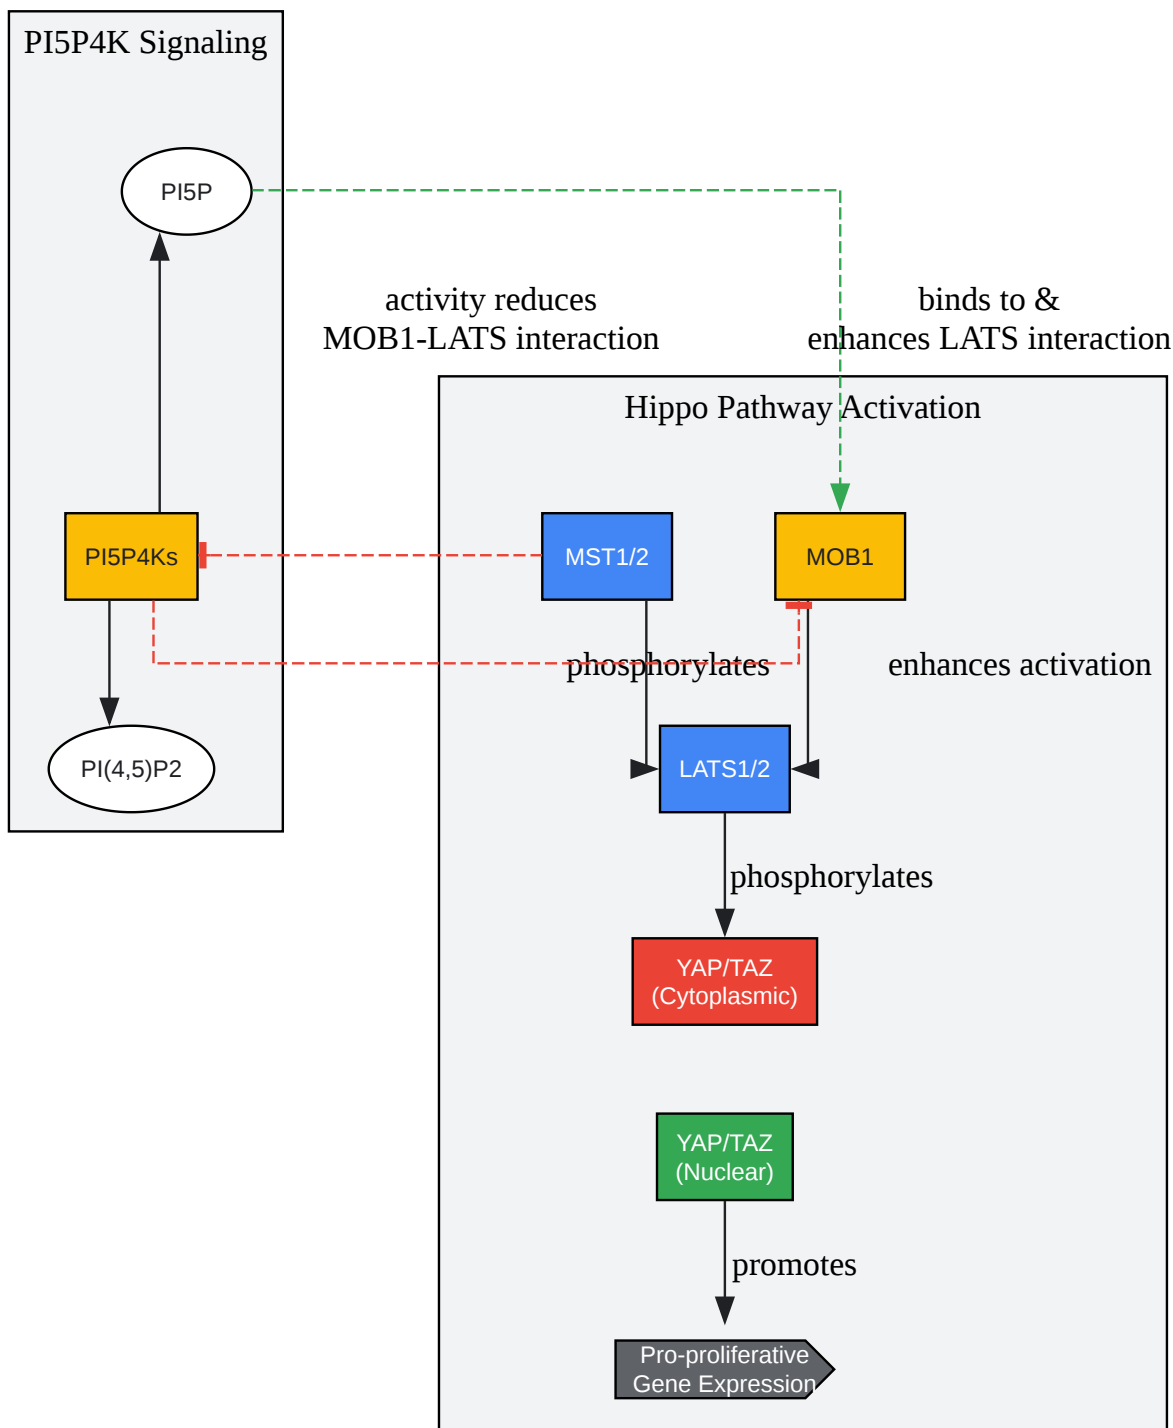 PI5P4K Signaling
PI5P
activity reduces
MOB1-LATS interaction
binds to &
enhances LATS interaction
Hippo Pathway Activation
PI5P4Ks
MST1/2
MOB1
phosphorylates
enhances activation
PI(4,5)P2
LATS1/2
phosphorylates
YAP/TAZ
(Cytoplasmic)
YAP/TAZ
(Nuclear)
promotes
Pro-proliferative
Gene Expression